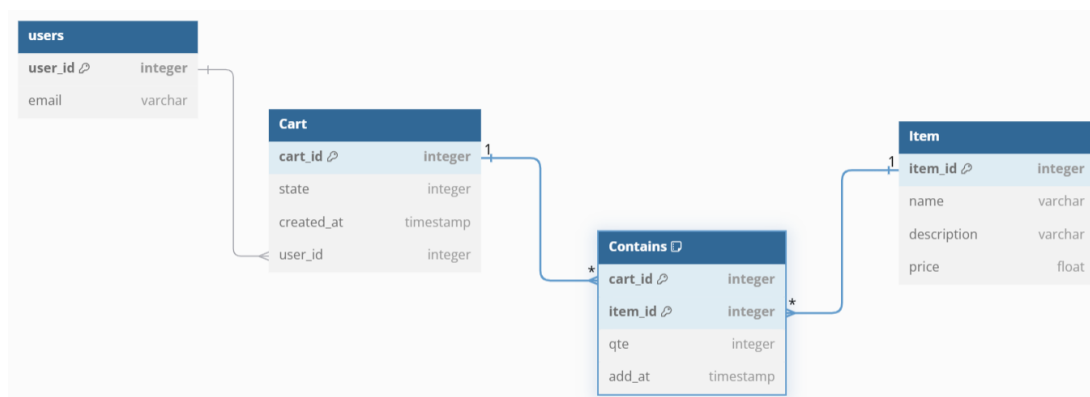 users
user_id integer
email varchar
Cart
cart_id integer
state integer
created_at timestamp
user_id integer
1
Contains
cart_id integer
item_id integer
qte integer
add_at timestamp
*
*
1
Item
item_id integer
name varchar
description varchar
price float